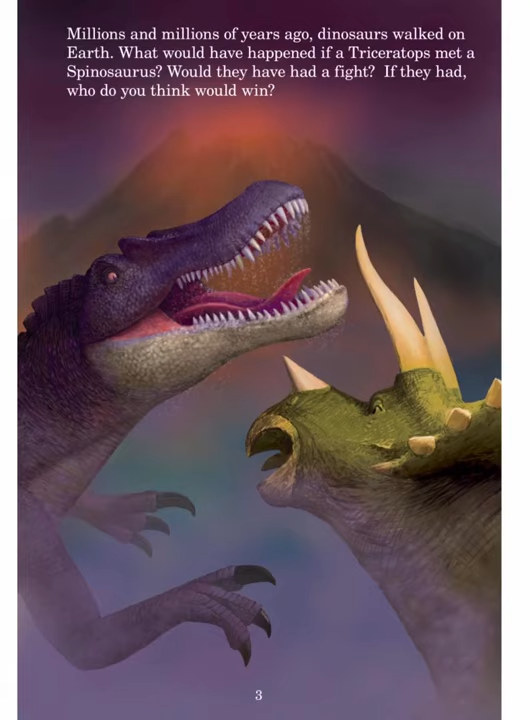 Millions and millions of years ago, dinosaurs walked on
Earth. What would have happened if a Triceratops met a
Spinosaurus? Would they have had a fight? If they had,
who do you think would win?
3